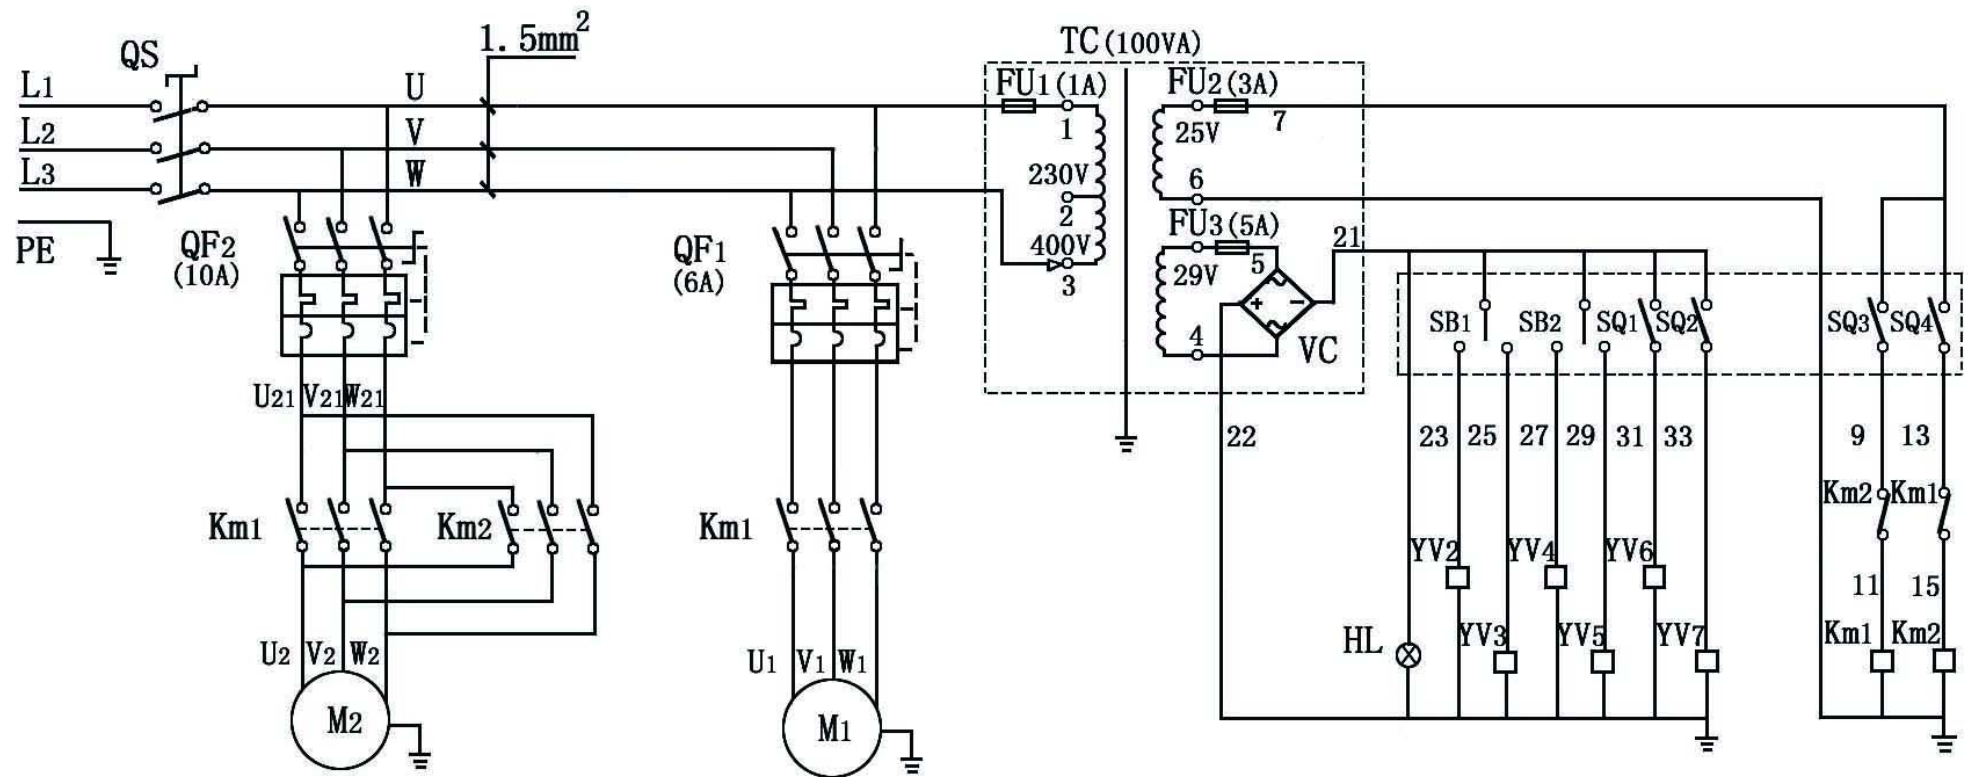 1.5mm²
QS
TC(100VA)
L1
U
FU1(1A)
FU2(3A)
L2
V
1
25V
7
L3
W
230V
6
2
PE
QF2
(10A)
QF1
(6A)
400V
3
FU3(5A)
5
29V
4
+
-
VC
21
SB1
SB2
SQ1
SQ2
SQ3
SQ4
U21
V21
W21
22
23
25
27
29
31
33
9
13
Km1
Km2
Km1
Km2
Km1
YV2
YV4
YV6
11
15
HL
YV3
YV5
YV7
Km1
Km2
U2
V2
W2
U1
V1
W1
M2
M1